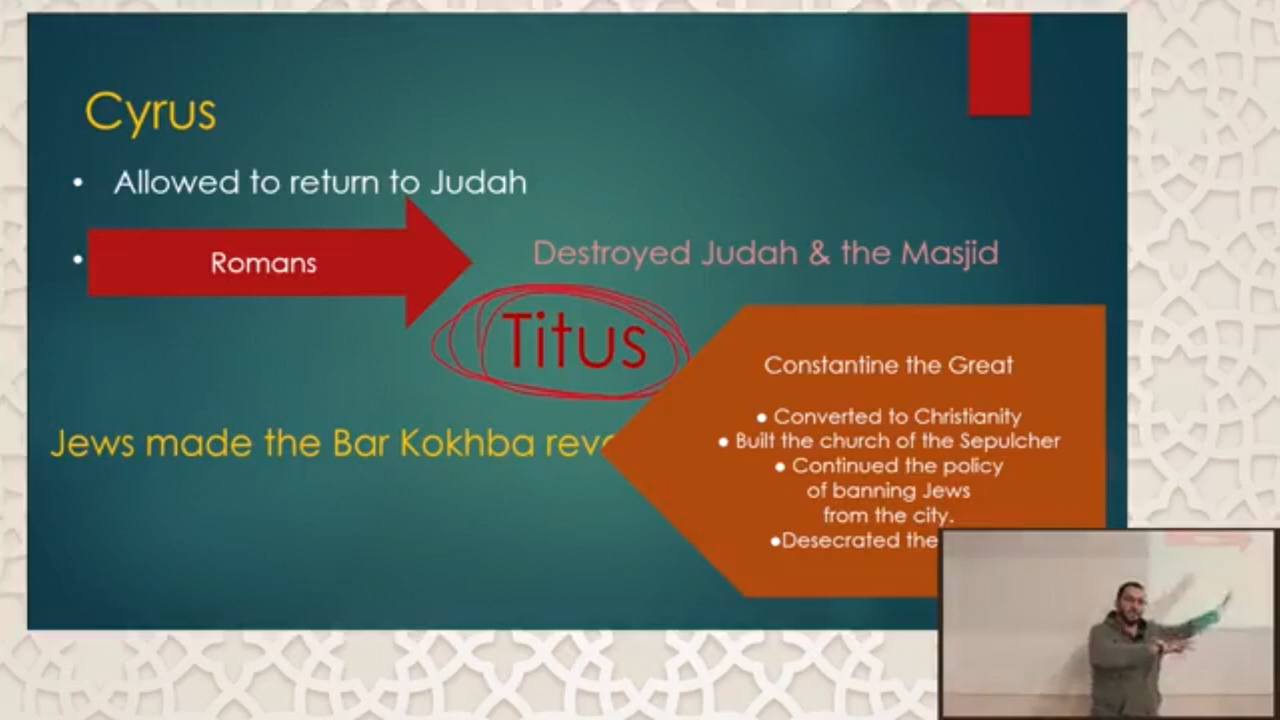 Cyrus
• Allowed to return to Judah
• Romans
Destroyed Judah & the Masjid
Titus
Jews made the Bar Kokhba
Constantine the Great
• Converted to Christianity
• Built the church of the Sepulcher
• Continued the policy
of banning Jews
from the city.
•Desecrated the